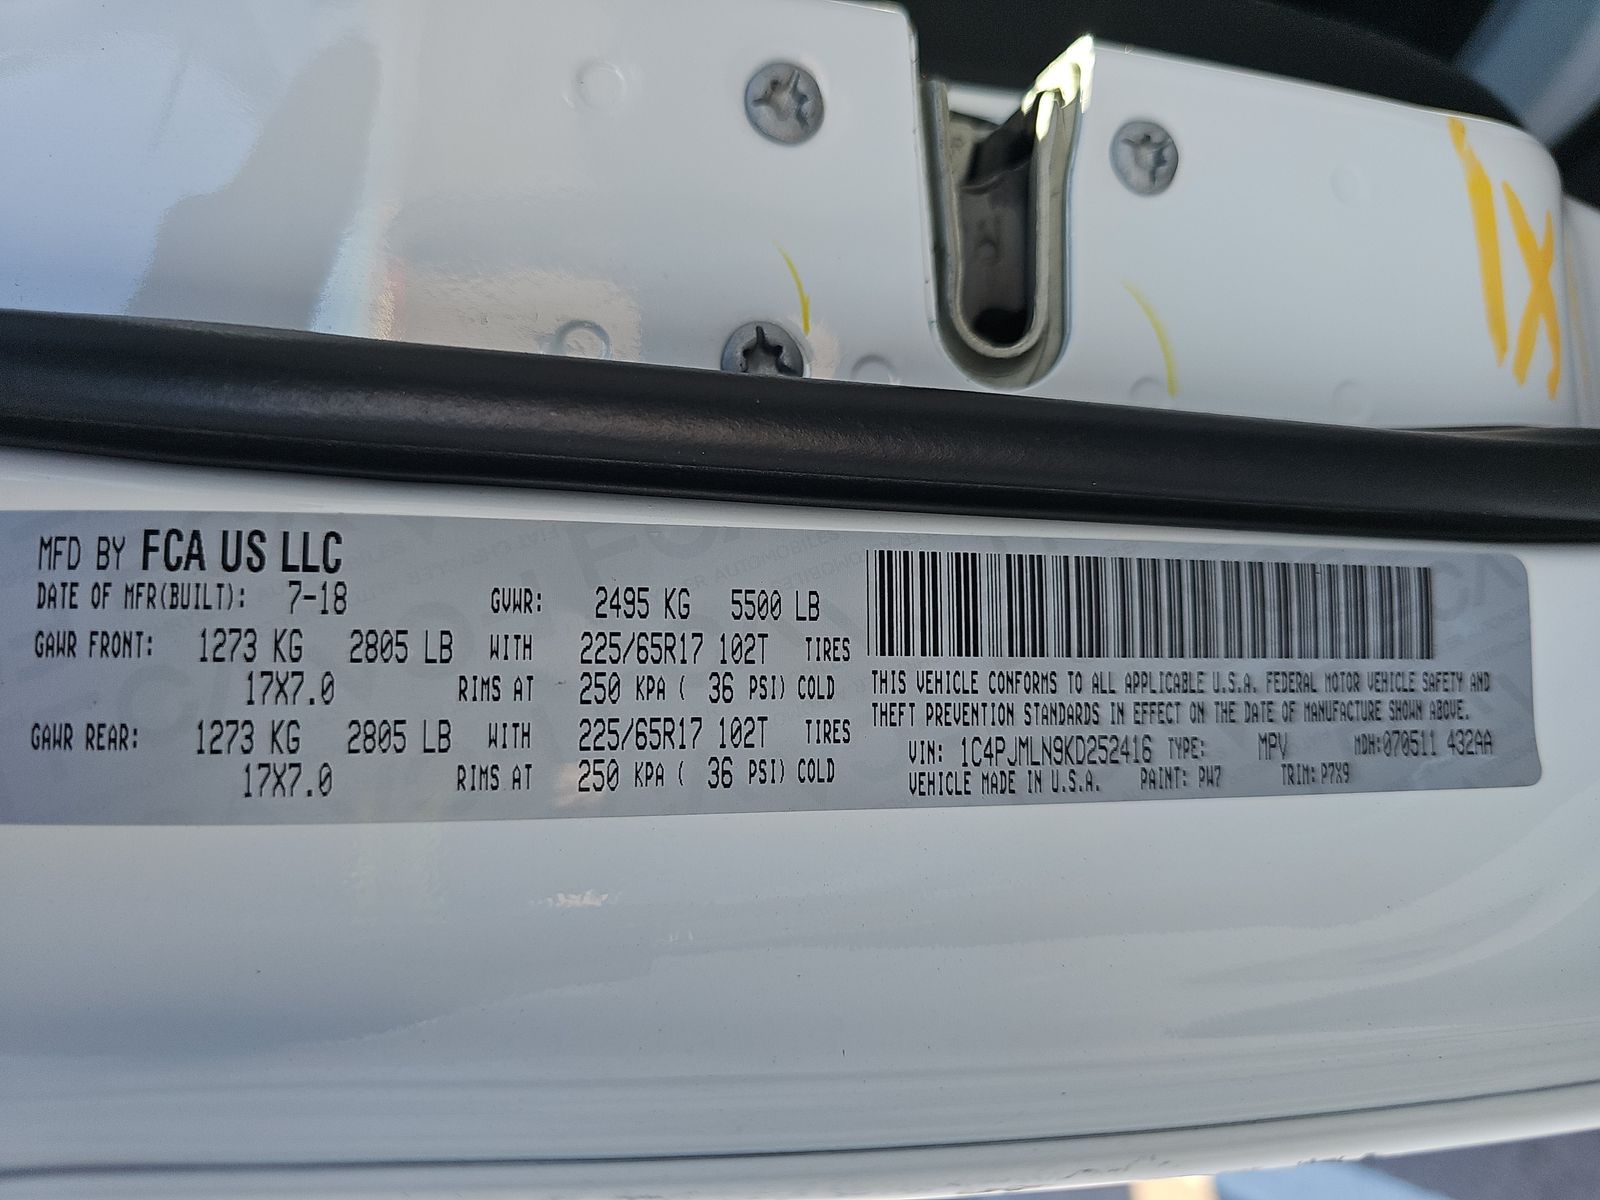 IX
MFD BY FCA US LLC
DATE OF MFR(BUILT): 7-18 GVWR: 2495 KG 5500 LB
GAWR FRONT: 1273 KG 2805 LB WITH 225/65R17 102T TIRES
17X7.0 RIMS AT 250 KPA ( 36 PSI) COLD
GAWR REAR: 1273 KG 2805 LB WITH 225/65R17 102T TIRES
17X7.0 RIMS AT 250 KPA ( 36 PSI) COLD
THIS VEHICLE CONFORMS TO ALL APPLICABLE U.S.A. FEDERAL MOTOR VEHICLE SAFETY AND
THEFT PREVENTION STANDARDS IN EFFECT ON THE DATE OF MANUFACTURE SHOWN ABOVE.
VIN: 1C4PJMLN9KD252416 TYPE: MPV MDH:070511 432AA
VEHICLE MADE IN U.S.A. PAINT: PW7 TRIM: P7X9